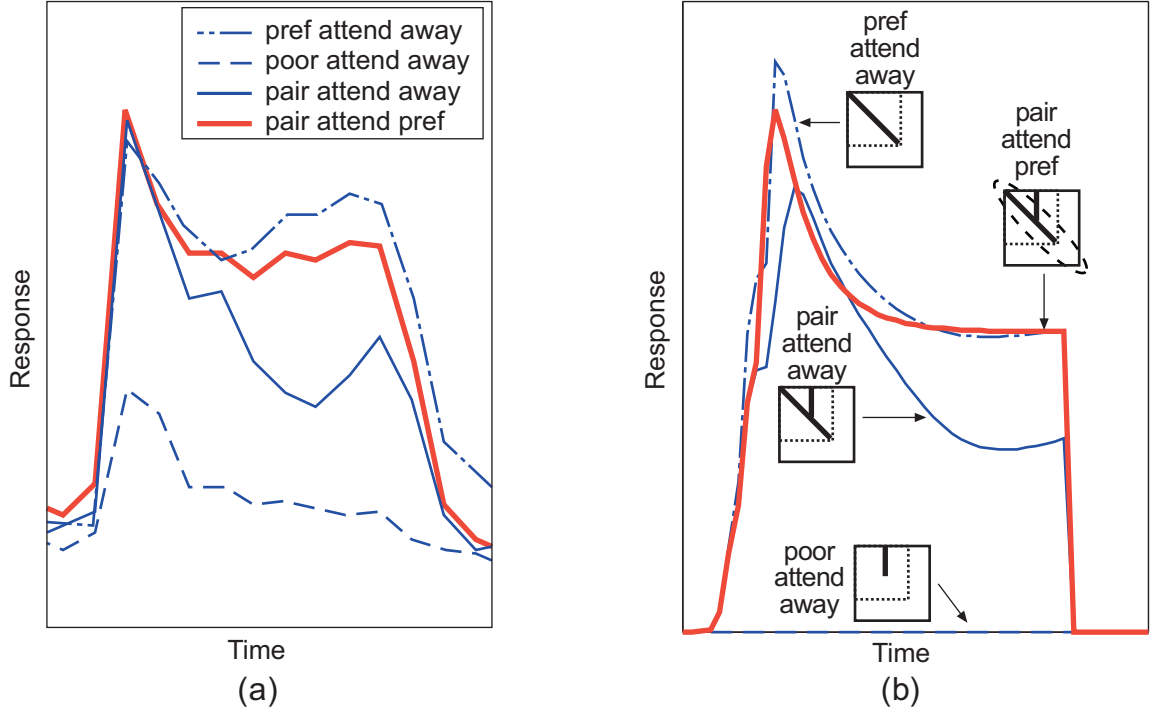 pref attend away
poor attend away
pair attend away
pair attend pref
Response
Time
(a)
pref
attend
away
pair
attend
pref
pair
attend
away
poor
attend
away
Response
Time
(b)